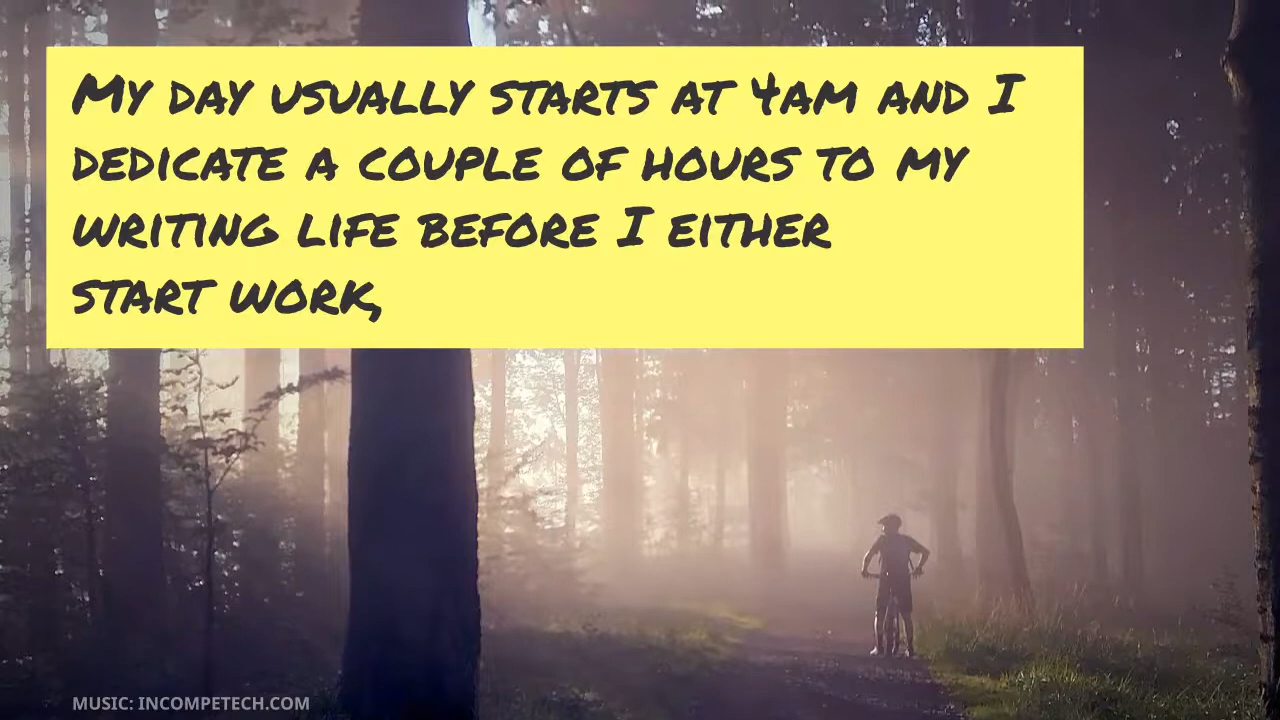 My day usually starts at 4am and I
dedicate a couple of hours to my
writing life before I either
start work,
MUSIC: INCOMPETECH.COM